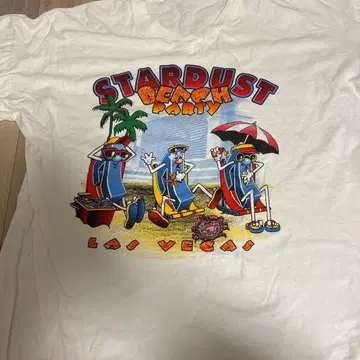 STARDUST
BEACH
PARTY
LAS VEGAS